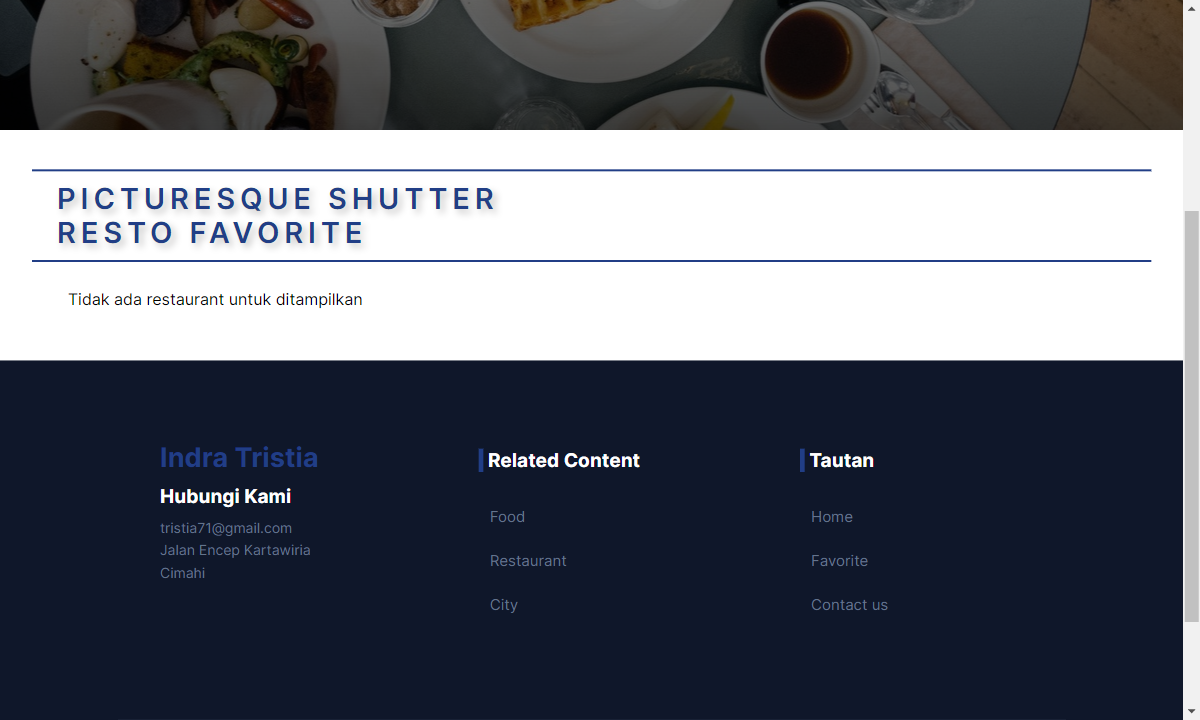 PICTURESQUE SHUTTER
RESTO FAVORITE
Tidak ada restaurant untuk ditampilkan
Indra Tristia
Hubungi Kami
tristia71@gmail.com
Jalan Encep Kartawiria
Cimahi
Related Content
Food
Restaurant
City
Tautan
Home
Favorite
Contact us